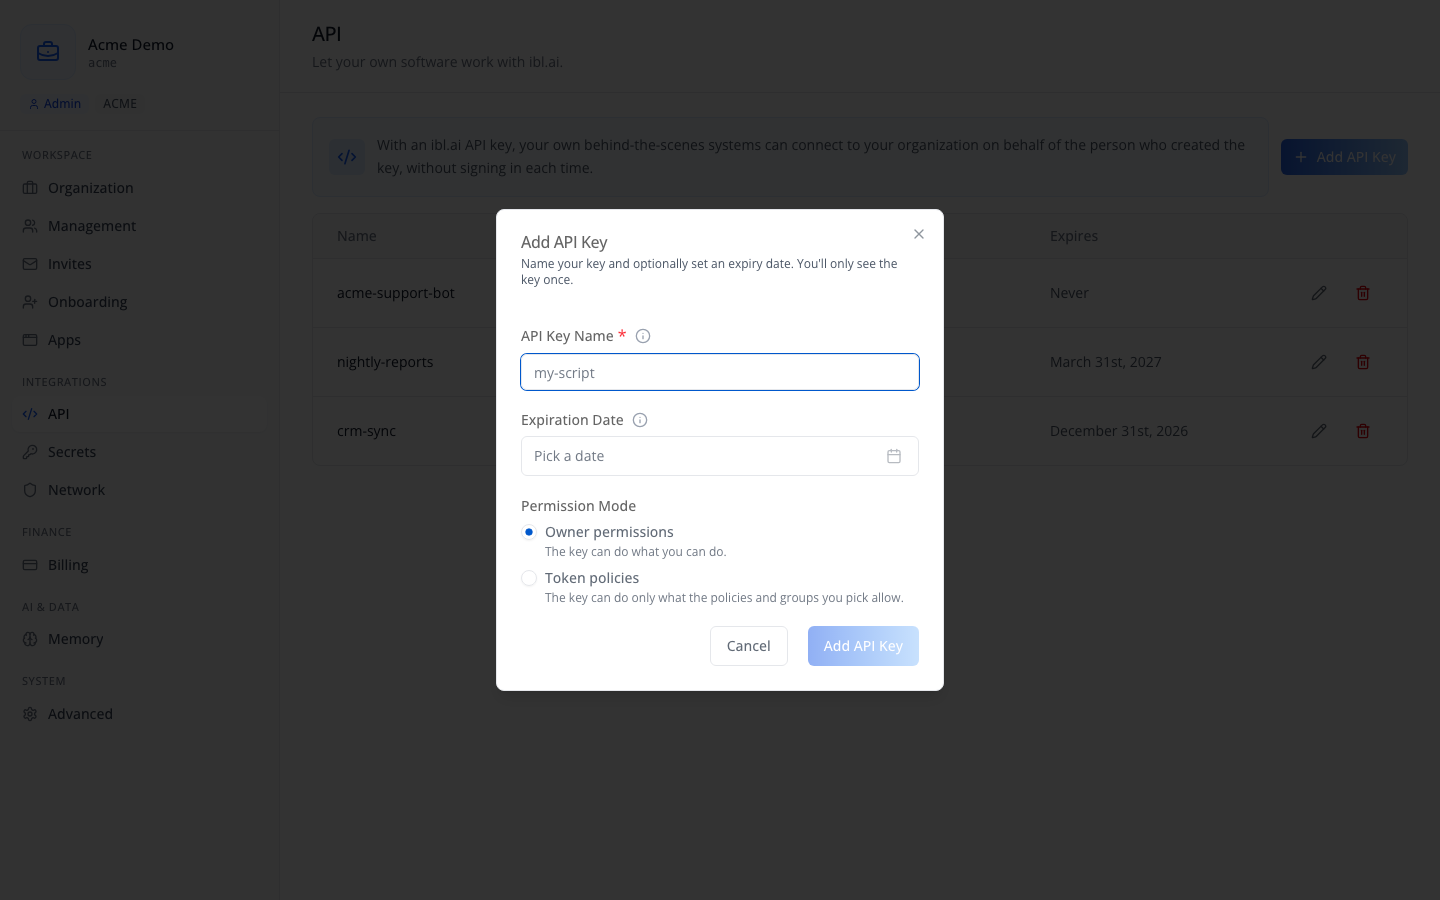 Acme Demo
acme
Admin
ACME
WORKSPACE
Organization
Management
Invites
Onboarding
Apps
INTEGRATIONS
API
Secrets
Network
FINANCE
Billing
AI & DATA
Memory
SYSTEM
Advanced
API
Let your own software work with ibl.ai.
With an ibl.ai API key, your own behind-the-scenes systems can connect to your organization on behalf of the person who created the
key, without signing in each time.
Add API Key
Name
Expires
acme-support-bot
Never
nightly-reports
March 31st, 2027
crm-sync
December 31st, 2026
Add API Key
Name your key and optionally set an expiry date. You'll only see the
key once.
API Key Name *
my-script
Expiration Date
Pick a date
Permission Mode
Owner permissions
The key can do what you can do.
Token policies
The key can do only what the policies and groups you pick allow.
Cancel
Add API Key